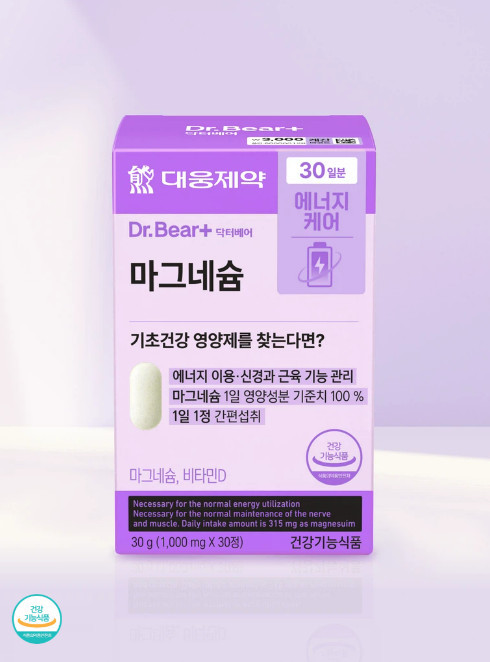 Dr.Bear+
닥터베어
3,000
대웅제약
30일분
에너지
케어
Dr.Bear+ 닥터베어
마그네슘
기초건강 영양제를 찾는다면?
에너지 이용·신경과 근육 기능 관리
마그네슘 1일 영양성분 기준치 100 %
1일 1정 간편섭취
건강
기능식품
마그네슘, 비타민D
Necessary for the normal energy utilization
Necessary for the normal maintenance of the nerve
and muscle. Daily intake amount is 315 mg as magnesuim
30 g (1,000 mg X 30정)
건강기능식품
건강
기능식품